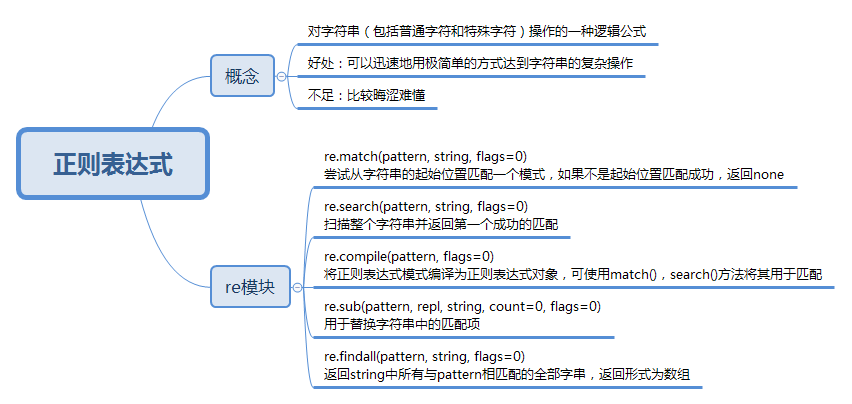 正则表达式
概念
对字符串（包括普通字符和特殊字符）操作的一种逻辑公式
好处：可以迅速地用极简单的方式达到字符串的复杂操作
不足：比较晦涩难懂
re模块
re.match(pattern, string, flags=0)
尝试从字符串的起始位置匹配一个模式，如果不是起始位置匹配成功，返回none
re.search(pattern, string, flags=0)
扫描整个字符串并返回第一个成功的匹配
re.compile(pattern, flags=0)
将正则表达式模式编译为正则表达式对象，可使用match()，search()方法将其用于匹配
re.sub(pattern, repl, string, count=0, flags=0)
用于替换字符串中的匹配项
re.findall(pattern, string, flags=0)
返回string中所有与pattern相匹配的全部字串，返回形式为数组